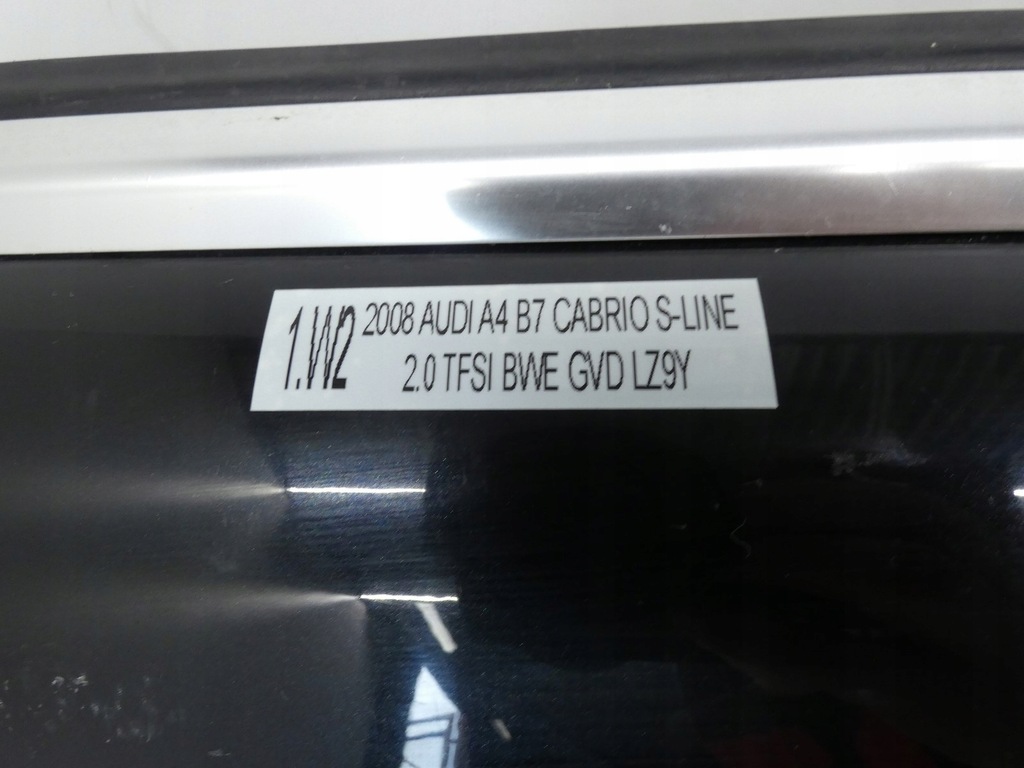 1.W2
2008 AUDI A4 B7 CABRIO S-LINE
2.0 TFSI BWE GVD LZ9Y